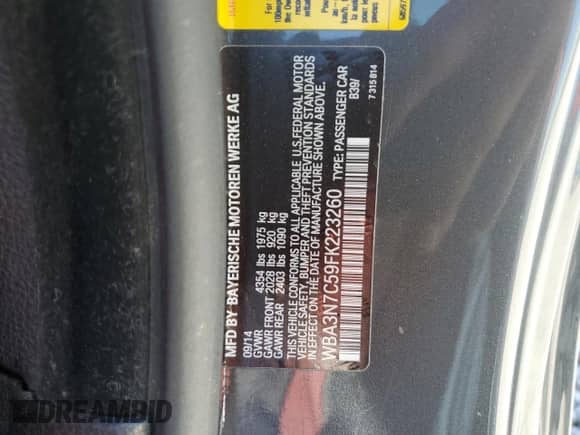 MFD BY BAYERISCHE MOTOREN WERKE AG
09/14
GVWR 4354 lbs 1975 kg
GAWR FRONT 2028 lbs 920 kg
GAWR REAR 2403 lbs 1090 kg
THIS VEHICLE CONFORMS TO ALL APPLICABLE U.S. FEDERAL MOTOR
VEHICLE SAFETY, BUMPER AND THEFT PREVENTION STANDARDS
IN EFFECT ON THE DATE OF MANUFACTURE SHOWN ABOVE.
WBA3N7C59FK223260 TYPE: PASSENGER CAR
B39/
7 315 814
DREAMBID